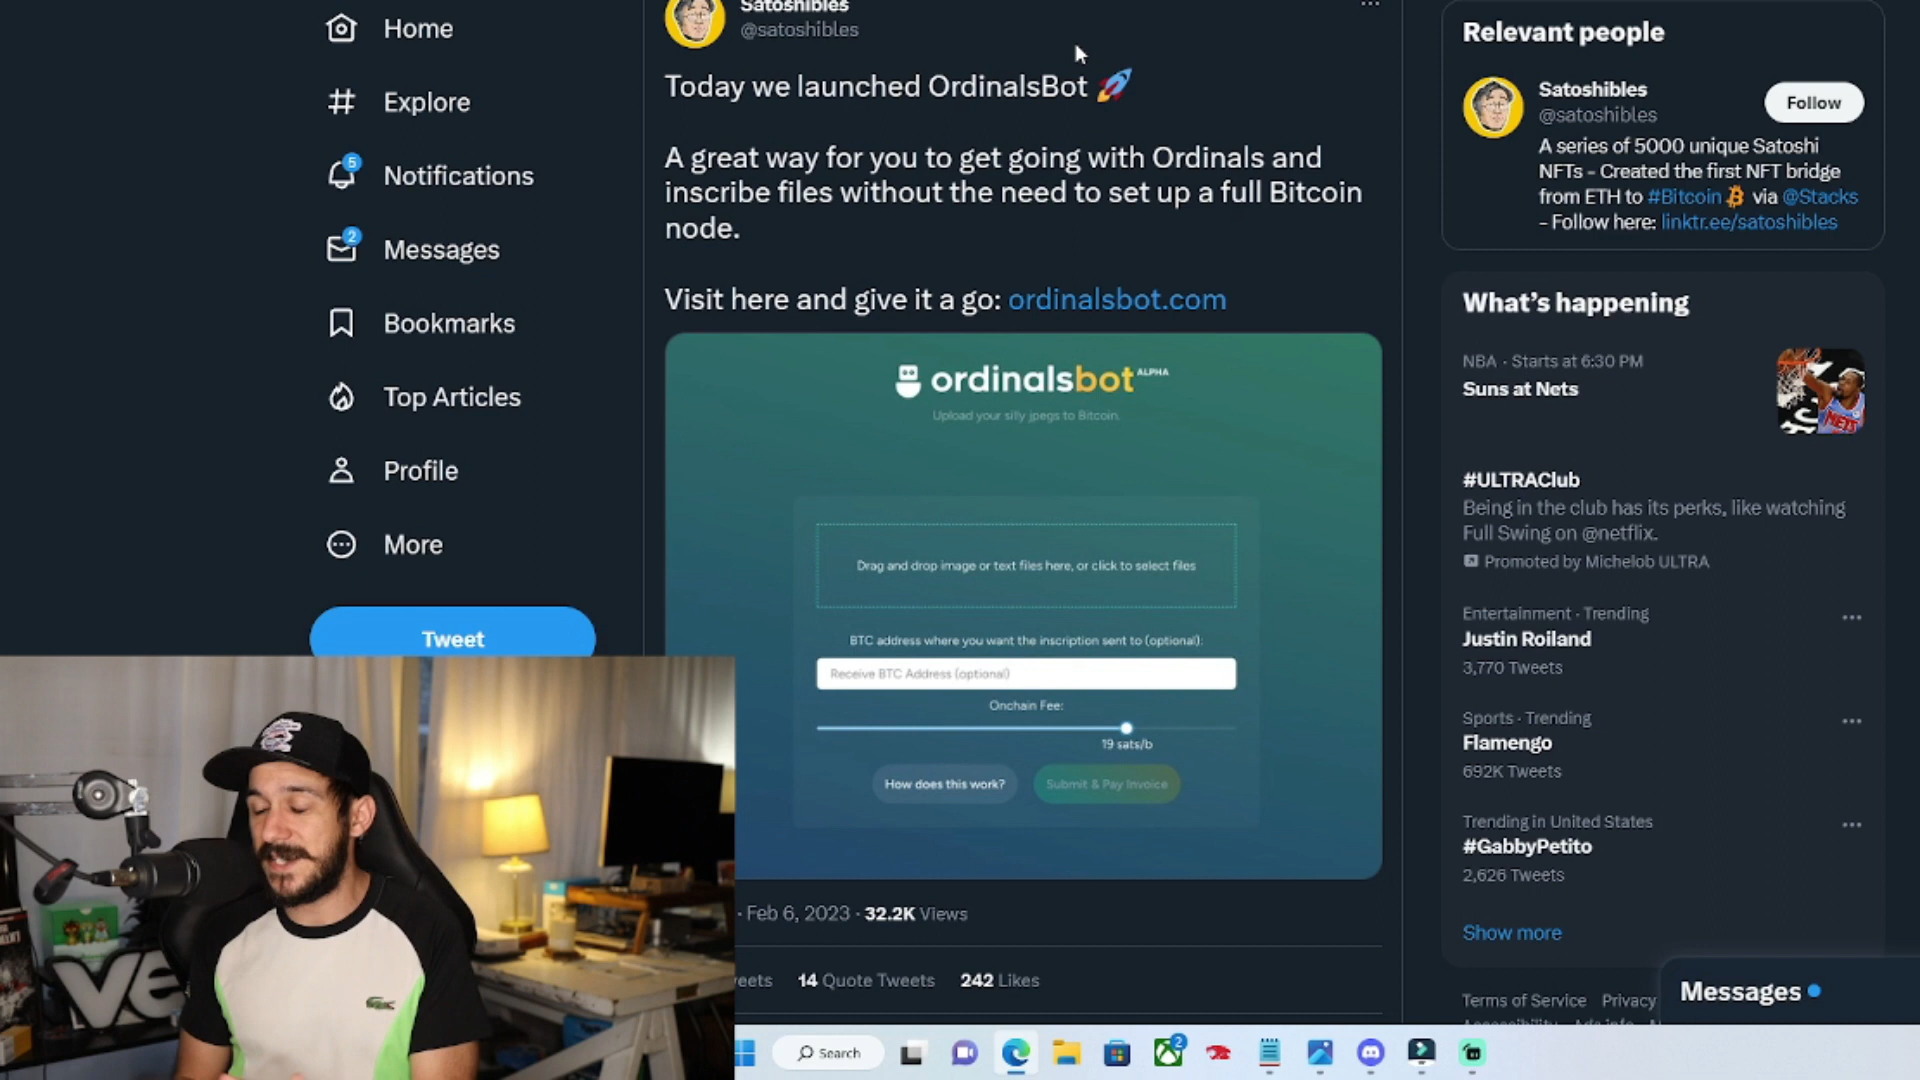 Home
Explore
5
Notifications
2
Messages
Bookmarks
Top Articles
Profile
More
Tweet
Satoshibles
@satoshibles
Today we launched OrdinalsBot 🚀
A great way for you to get going with Ordinals and
inscribe files without the need to set up a full Bitcoin
node.
Visit here and give it a go: ordinalsbot.com
ordinalsbot ALPHA
Upload your silly jpegs to Bitcoin.
Drag and drop image or text files here, or click to select files
BTC address where you want the inscription sent to (optional):
Receive BTC Address (optional)
Onchain Fee:
19 sats/b
How does this work?
Submit & Pay Invoice
· Feb 6, 2023 · 32.2K Views
14 Quote Tweets 242 Likes
Relevant people
Satoshibles
@satoshibles
Follow
A series of 5000 unique Satoshi
NFTs - Created the first NFT bridge
from ETH to #Bitcoin via @Stacks
- Follow here: linktr.ee/satoshibles
What's happening
NBA · Starts at 6:30 PM
Suns at Nets
#ULTRAClub
Being in the club has its perks, like watching
Full Swing on @netflix.
Promoted by Michelob ULTRA
Entertainment · Trending
Justin Roiland
3,770 Tweets
Sports · Trending
Flamengo
692K Tweets
Trending in United States
#GabbyPetito
2,626 Tweets
Show more
Terms of Service Privacy
Messages
Search
2